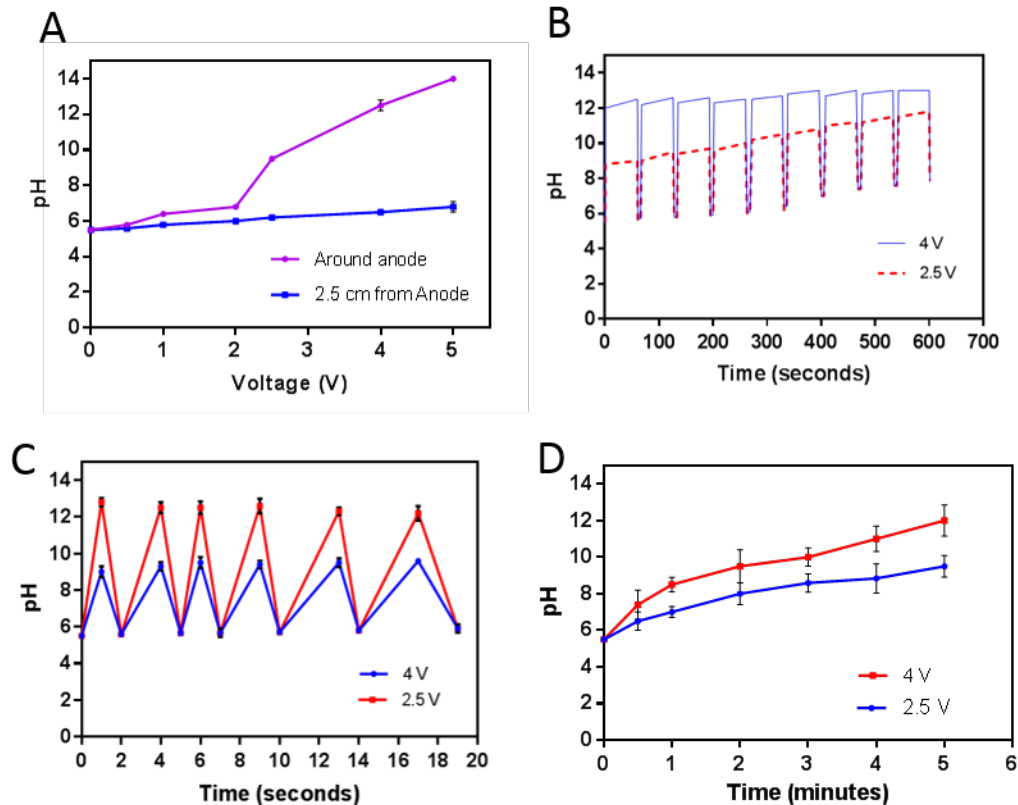 A
pH
14
12
10
8
6
4
2
0
0 1 2 3 4 5
Voltage (V)
Around anode
2.5 cm from Anode
B
pH
14
12
10
8
6
4
2
0
0 100 200 300 400 500 600 700
Time (seconds)
4 V
2.5 V
C
pH
14
12
10
8
6
4
2
0
0 2 4 6 8 10 12 14 16 18 20
Time (seconds)
4 V
2.5 V
D
pH
14
12
10
8
6
4
2
0
0 1 2 3 4 5 6
Time (minutes)
4 V
2.5 V